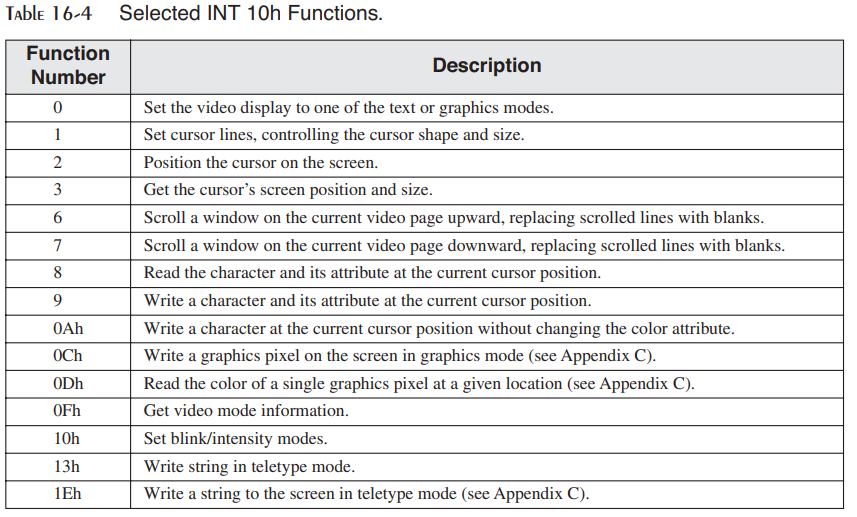 TABLE 16-4 Selected INT 10h Functions.
Function Number Description
0 Set the video display to one of the text or graphics modes.
1 Set cursor lines, controlling the cursor shape and size.
2 Position the cursor on the screen.
3 Get the cursor’s screen position and size.
6 Scroll a window on the current video page upward, replacing scrolled lines with blanks.
7 Scroll a window on the current video page downward, replacing scrolled lines with blanks.
8 Read the character and its attribute at the current cursor position.
9 Write a character and its attribute at the current cursor position.
0Ah Write a character at the current cursor position without changing the color attribute.
0Ch Write a graphics pixel on the screen in graphics mode (see Appendix C).
0Dh Read the color of a single graphics pixel at a given location (see Appendix C).
0Fh Get video mode information.
10h Set blink/intensity modes.
13h Write string in teletype mode.
1Eh Write a string to the screen in teletype mode (see Appendix C).